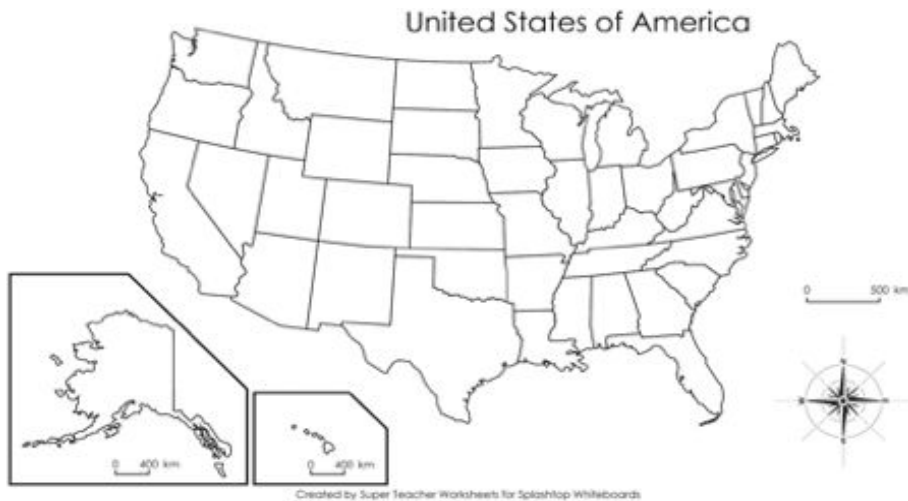 United States of America
0 500 km
N
S
0 400 km
0 400 km
Created by Super Teacher Worksheets for Splashtop Whiteboards